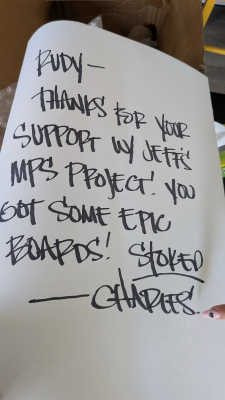 RUDY—
THANKS FOR YOUR
SUPPORT W/ JEFF'S
MPS PROJECT! YOU
GOT SOME EPIC
BOARDS! STOKED
— CHARLES.